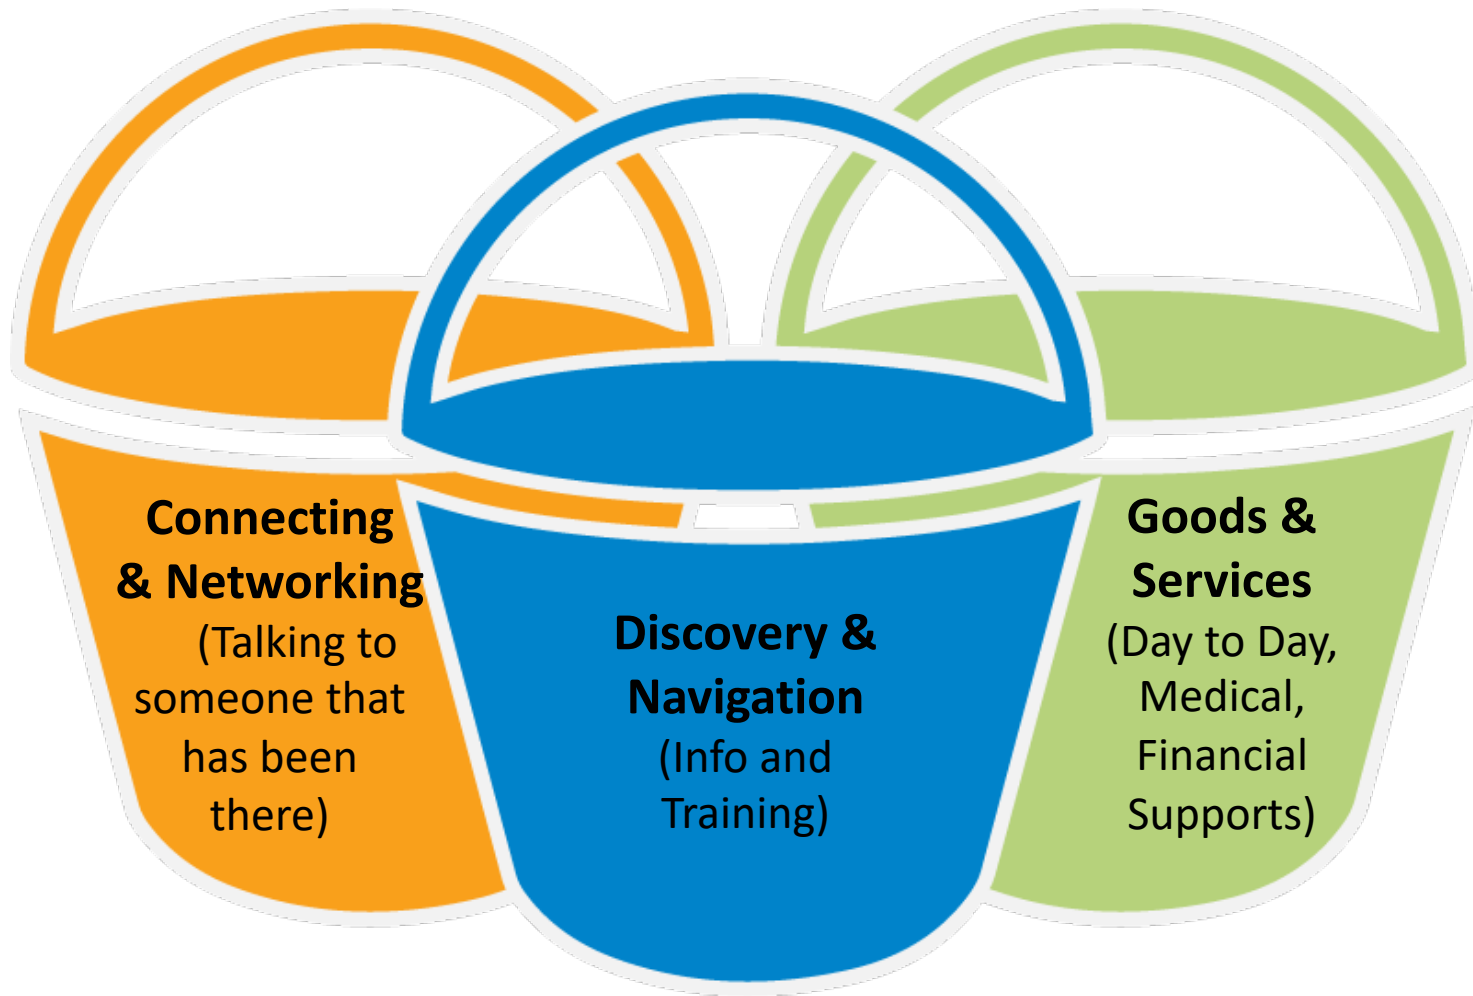 Connecting
& Networking
(Talking to
someone that
has been
there)
Discovery &
Navigation
(Info and
Training)
Goods &
Services
(Day to Day,
Medical,
Financial
Supports)